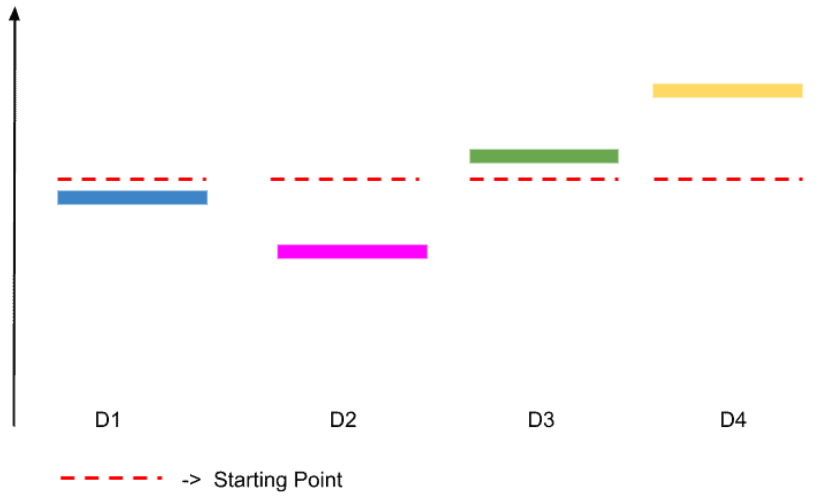 D1 D2 D3 D4
-> Starting Point